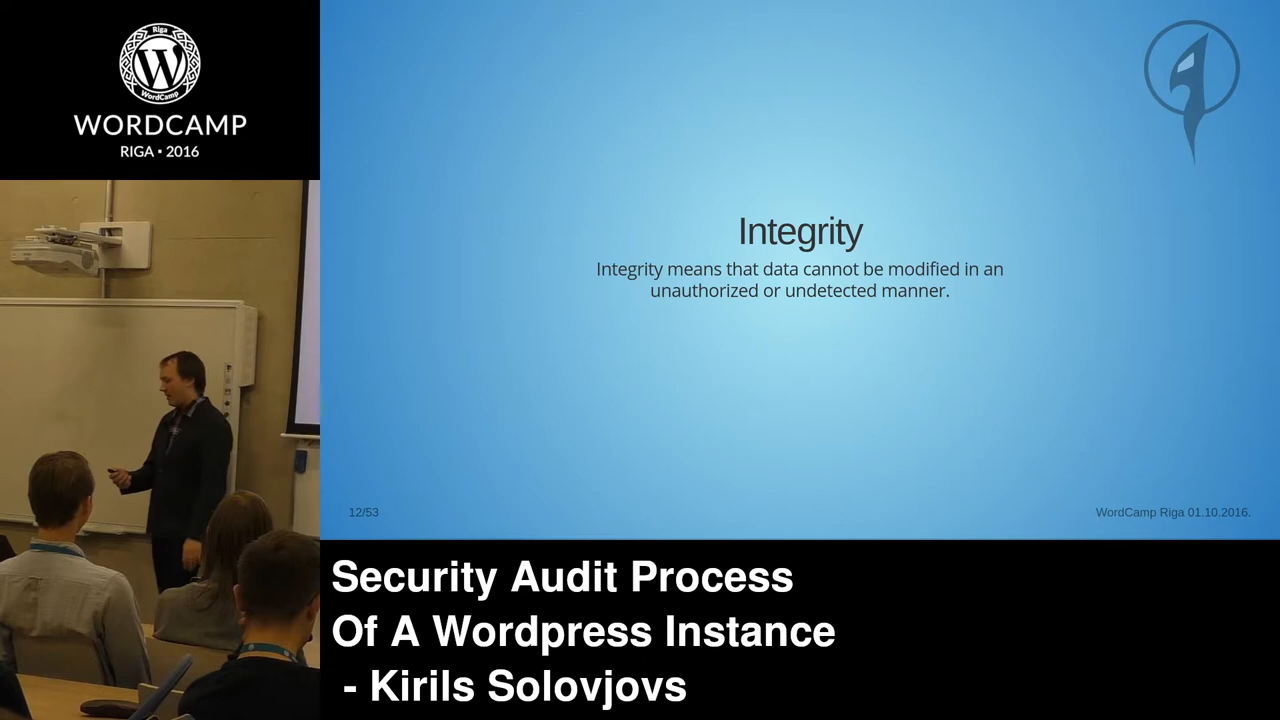 Riga
WordCamp
WORDCAMP
RIGA • 2016
Integrity
Integrity means that data cannot be modified in an
unauthorized or undetected manner.
12/53
WordCamp Riga 01.10.2016.
Security Audit Process
Of A Wordpress Instance
- Kirils Solovjovs